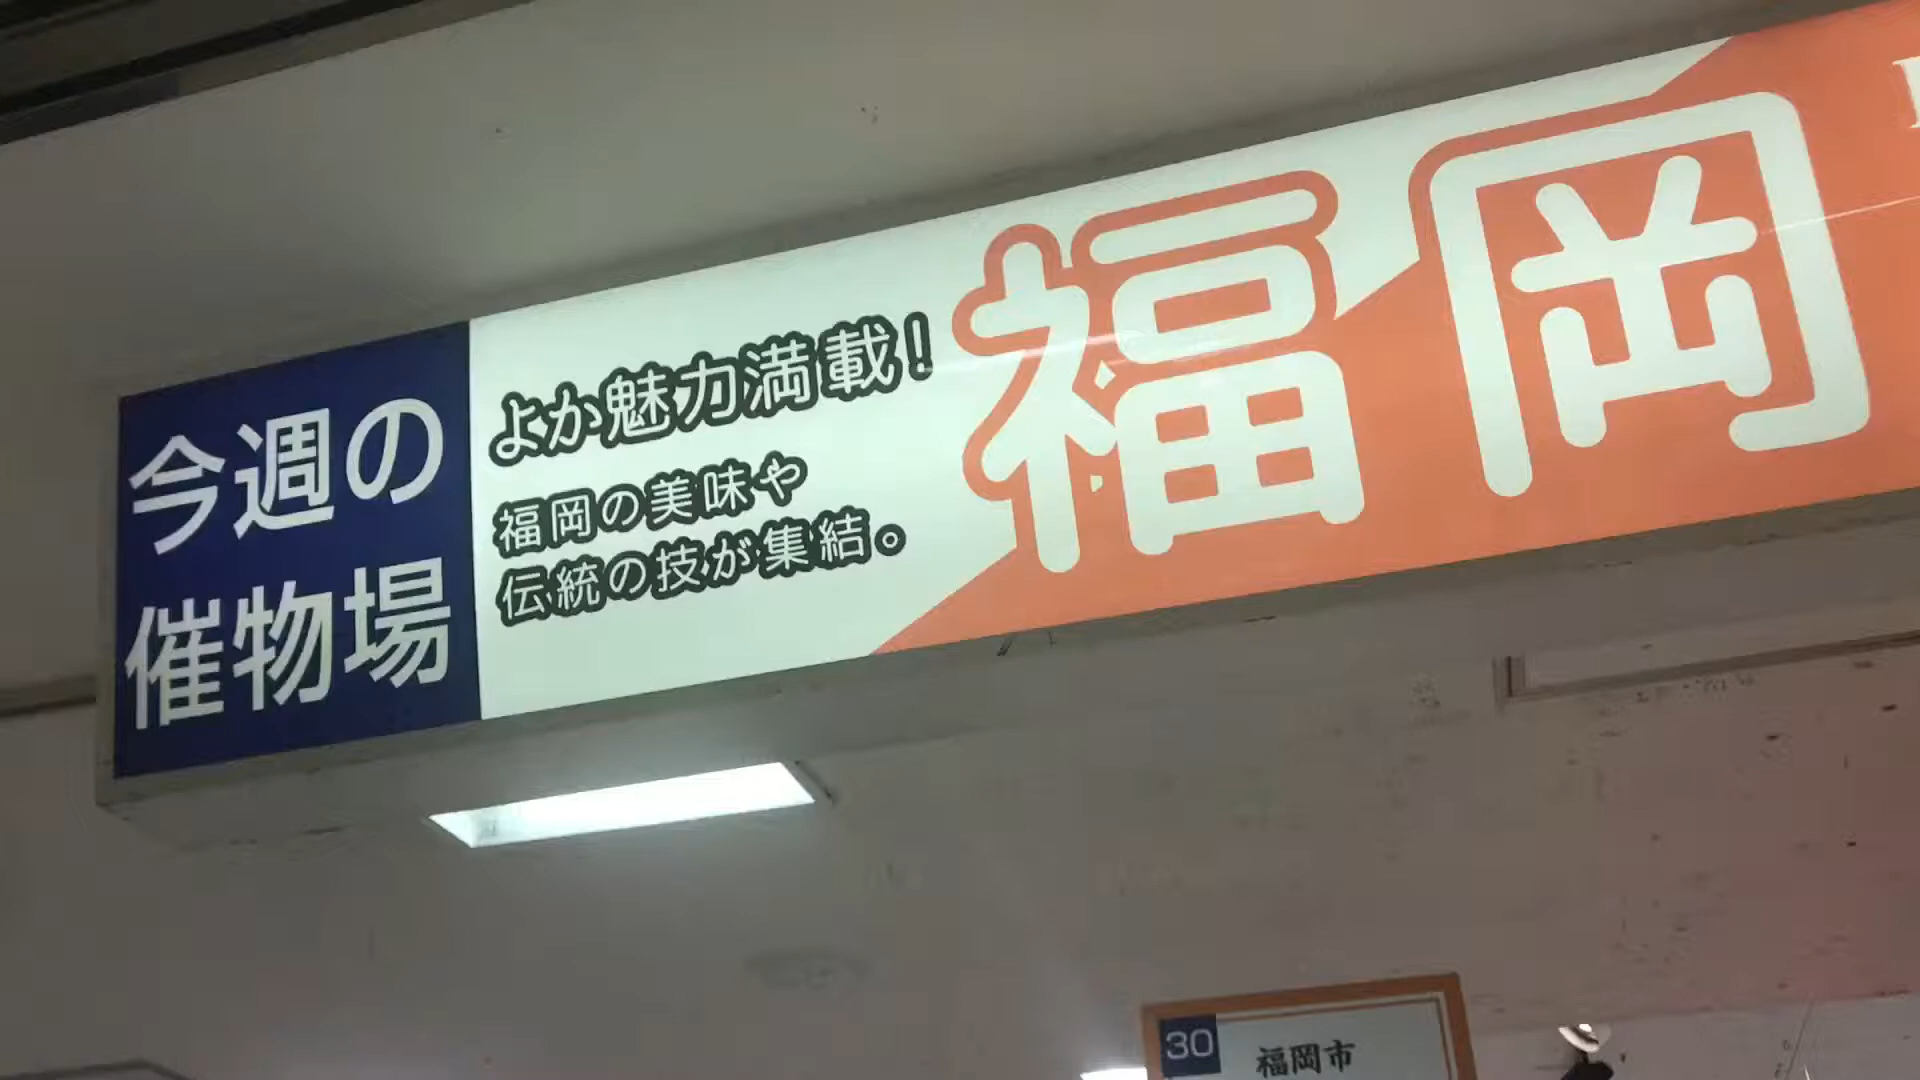 今週の
催物場
よか魅力満載!
福岡の美味や
伝統の技が集結。
福岡
30
福岡市